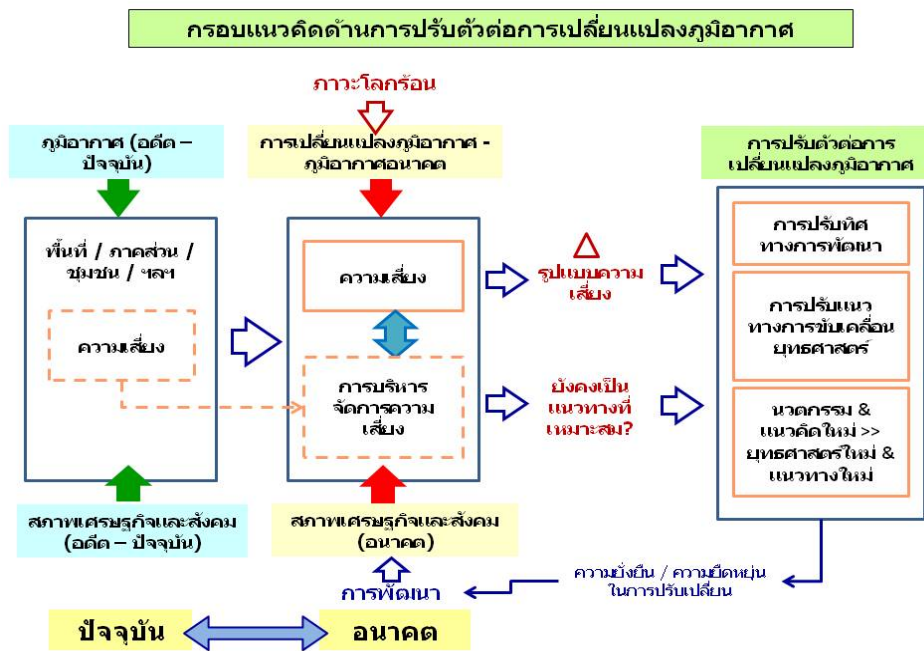 กรอบแนวคิดด้านการปรับตัวต่อการเปลี่ยนแปลงภูมิอากาศ
ภาวะโลกร้อน
ภูมิอากาศ (อดีต –
ปัจจุบัน)
การเปลี่ยนแปลงภูมิอากาศ -
ภูมิอากาศอนาคต
การปรับตัวต่อการ
เปลี่ยนแปลงภูมิอากาศ
พื้นที่ / ภาคส่วน /
ชุมชน / ฯลฯ
ความเสี่ยง
ความเสี่ยง
การบริหาร
จัดการความ
เสี่ยง
Δ
รูปแบบความ
เสี่ยง
ยังคงเป็น
แนวทางที่
เหมาะสม?
การปรับทิศ
ทางการพัฒนา
การปรับแนว
ทางการขับเคลื่อน
ยุทธศาสตร์
นวตกรรม &
แนวคิดใหม่ >>
ยุทธศาสตร์ใหม่ &
แนวทางใหม่
สภาพเศรษฐกิจและสังคม
(อดีต – ปัจจุบัน)
สภาพเศรษฐกิจและสังคม
(อนาคต)
การพัฒนา
ความยั่งยืน / ความยืดหยุ่น
ในการปรับเปลี่ยน
ปัจจุบัน
อนาคต